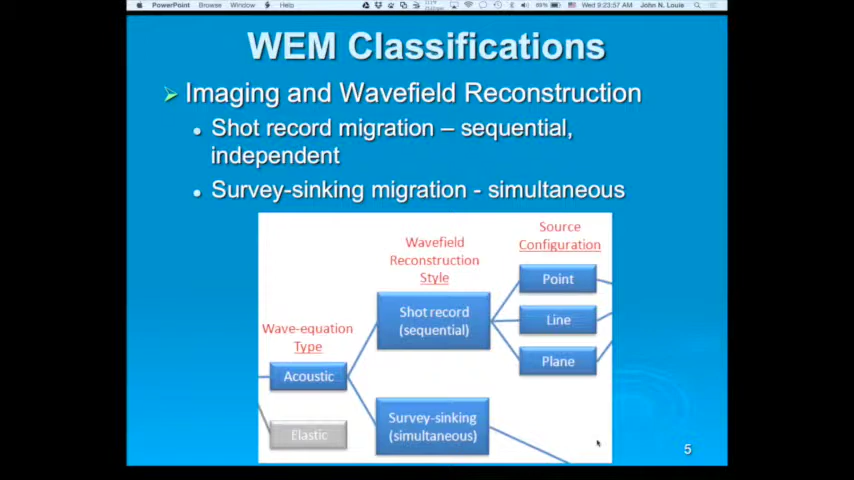 PowerPoint Browse Window Help
89% Wed 9:23:57 AM John N. Louie
WEM Classifications
Imaging and Wavefield Reconstruction
Shot record migration – sequential,
independent
Survey-sinking migration - simultaneous
Source
Configuration
Wavefield
Reconstruction
Style
Point
Shot record
(sequential)
Line
Wave-equation
Type
Plane
Acoustic
Survey-sinking
(simultaneous)
Elastic
5